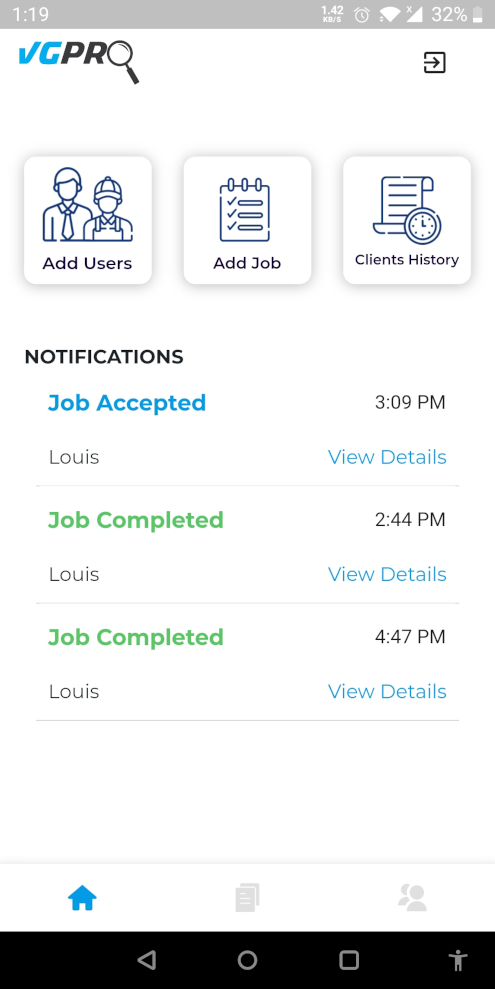 1:19
1.42
KB/S
x
32%
VGPRO
Add Users
Add Job
Clients History
NOTIFICATIONS
Job Accepted
3:09 PM
Louis
View Details
Job Completed
2:44 PM
Louis
View Details
Job Completed
4:47 PM
Louis
View Details